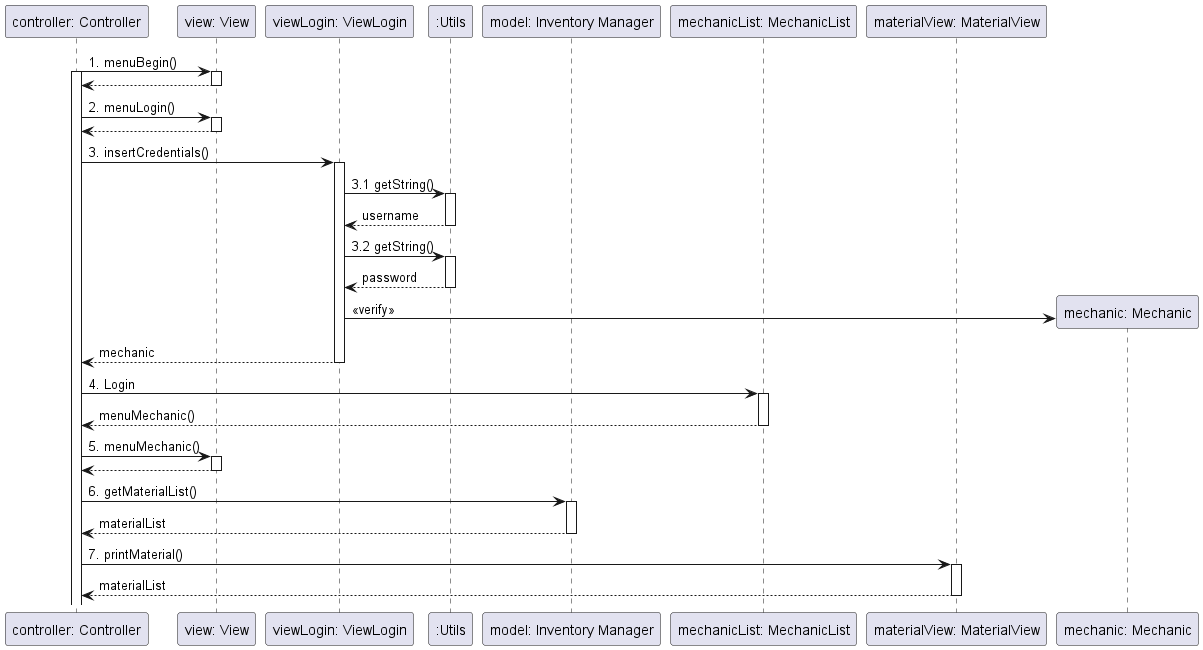 controller: Controller
view: View
viewLogin: ViewLogin
:Utils
model: Inventory Manager
mechanicList: MechanicList
materialView: MaterialView
1. menuBegin()
2. menuLogin()
3. insertCredentials()
3.1 getString()
username
3.2 getString()
password
«verify»
mechanic: Mechanic
mechanic
4. Login
menuMechanic()
5. menuMechanic()
6. getMaterialList()
materialList
7. printMaterial()
materialList
controller: Controller
view: View
viewLogin: ViewLogin
:Utils
model: Inventory Manager
mechanicList: MechanicList
materialView: MaterialView
mechanic: Mechanic